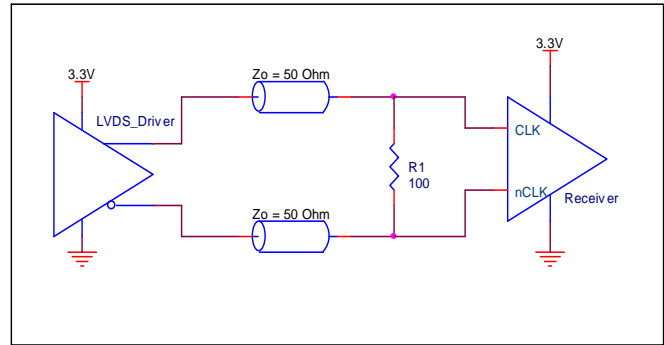 3.3V
LVDS_Driver
Zo = 50 Ohm
Zo = 50 Ohm
R1
100
3.3V
CLK
nCLK
Receiver